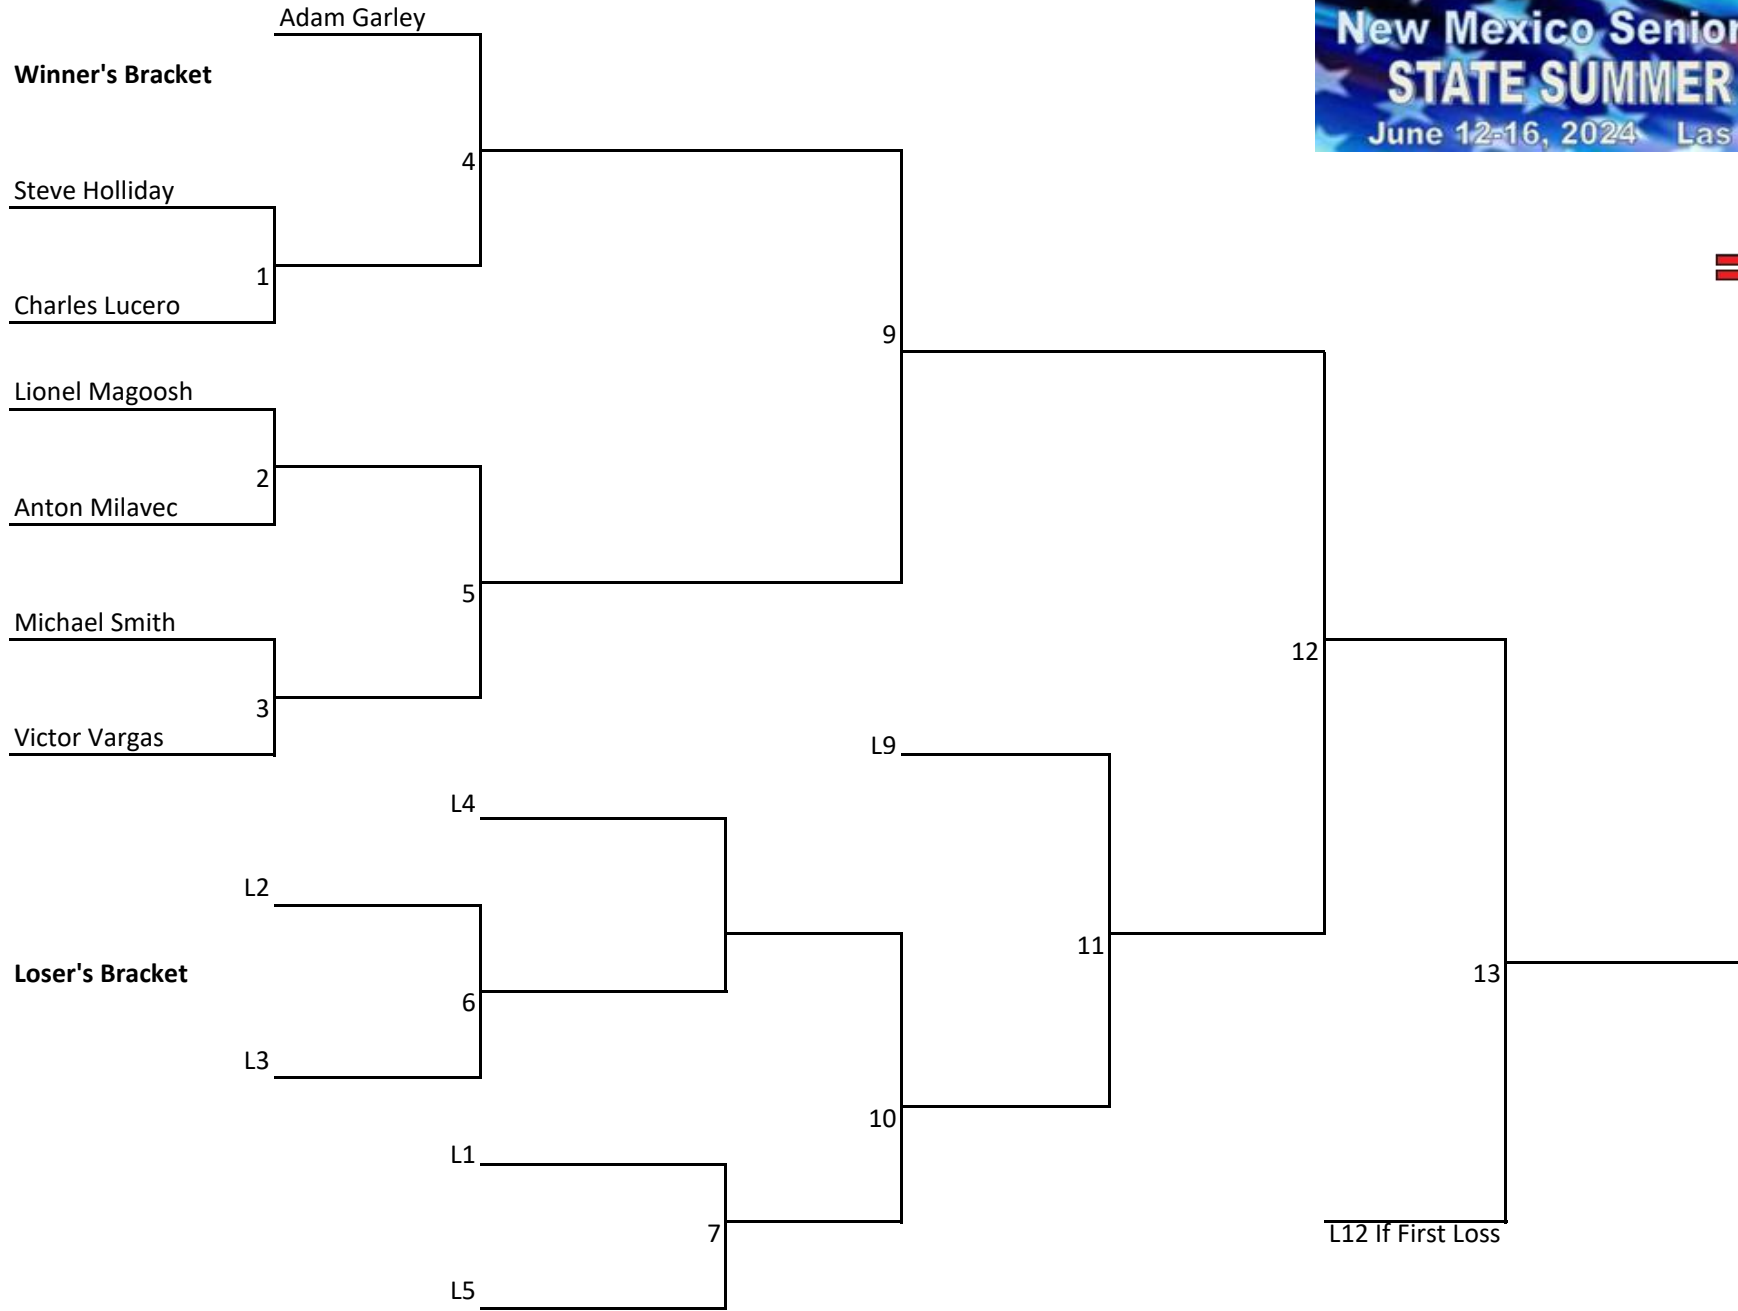 Adam Garley
New Mexico Senior
STATE SUMMER
June 12-16, 2024 Las
Winner's Bracket
4
Steve Holliday
1
Charles Lucero
9
Lionel Magoosh
2
Anton Milavec
5
Michael Smith
12
3
Victor Vargas
L9
L4
L2
11
Loser's Bracket
13
6
L3
10
L1
7
L12 If First Loss
L5